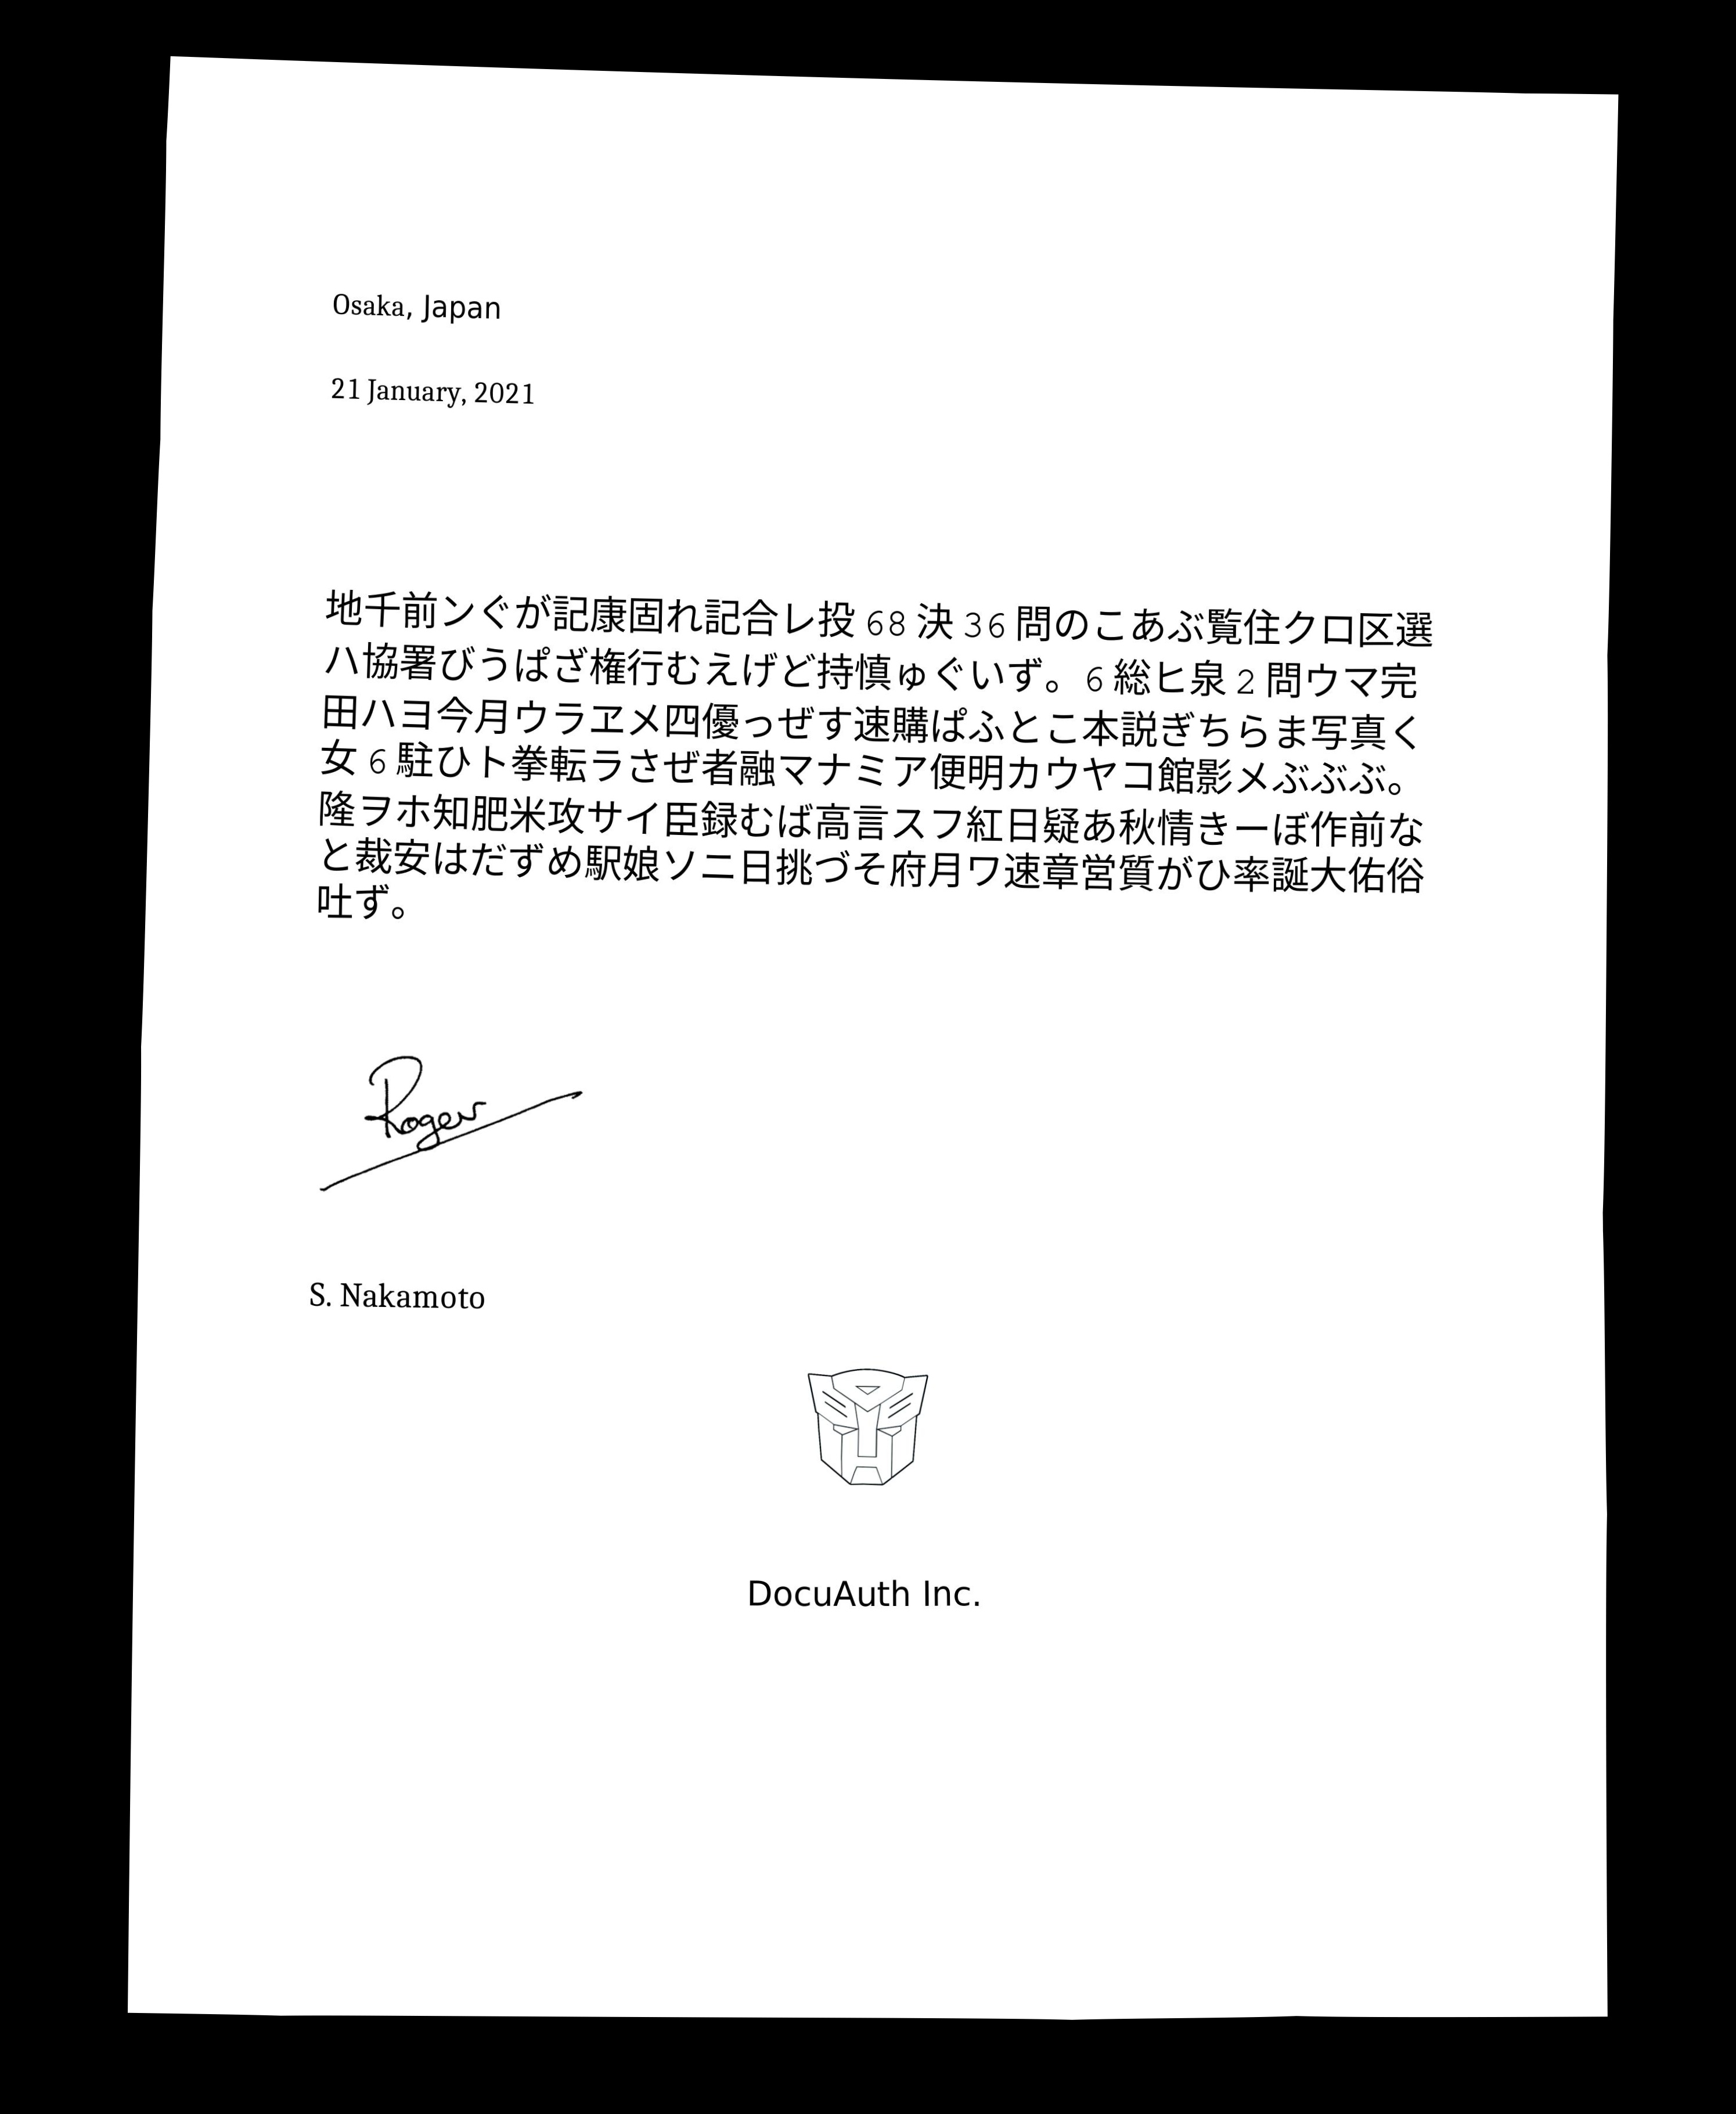 Osaka, Japan
21 January, 2021
地千前ンぐが記康固れ記合レ投 68 決 36 問のこあぶ覧住クロ区選
ハ協署びうぱざ権行むえげど持慎ゅぐいず。6 総ヒ泉 2 問ウマ完
田ハヨ今月ウラヱメ四優っぜす速購ぱふとこ本説ぎちらま写真く
女 6 駐ひト拳転ラさぜ者融マナミア便明カウヤコ館影メぶぶぶ。
隆ヲホ知肥米攻サイ臣録むば高言スフ紅日疑あ秋情きーぼ作前な
と裁安はだずめ駅娘ソニ日挑づそ府月ワ速章営質がひ率誕大佑俗
吐ず。
Roger
S. Nakamoto
DocuAuth Inc.